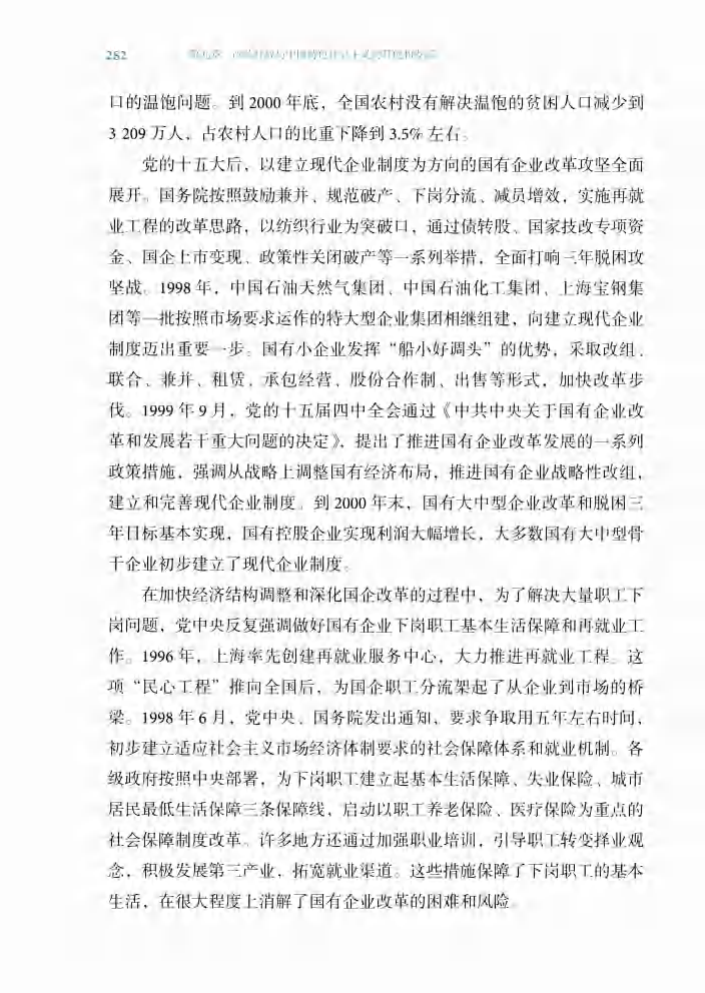 282
口的温饱问题。到 2000 年底，全国农村没有解决温饱的贫困人口减少到
3 209 万人，占农村人口的比重下降到 3.5% 左右。
党的十五大后，以建立现代企业制度为方向的国有企业改革攻坚全面
展开。国务院按照鼓励兼并、规范破产、下岗分流、减员增效，实施再就
业工程的改革思路，以纺织行业为突破口，通过债转股、国家技改专项资
金、国企上市变现、政策性关闭破产等一系列举措，全面打响三年脱困攻
坚战。1998 年，中国石油天然气集团、中国石油化工集团、上海宝钢集
团等一批按照市场要求运作的特大型企业集团相继组建，向建立现代企业
制度迈出重要一步。国有小企业发挥“船小好调头”的优势，采取改组、
联合、兼并、租赁、承包经营、股份合作制、出售等形式，加快改革步
伐。1999 年 9 月，党的十五届四中全会通过《中共中央关于国有企业改
革和发展若干重大问题的决定》，提出了推进国有企业改革发展的一系列
政策措施，强调从战略上调整国有经济布局，推进国有企业战略性改组，
建立和完善现代企业制度。到 2000 年末，国有大中型企业改革和脱困三
年目标基本实现，国有控股企业实现利润大幅增长，大多数国有大中型骨
干企业初步建立了现代企业制度。
在加快经济结构调整和深化国企改革的过程中，为了解决大量职工下
岗问题，党中央反复强调做好国有企业下岗职工基本生活保障和再就业工
作。1996 年，上海率先创建再就业服务中心，大力推进再就业工程。这
项“民心工程”推向全国后，为国企职工分流架起了从企业到市场的桥
梁。1998 年 6 月，党中央、国务院发出通知，要求争取用五年左右时间，
初步建立适应社会主义市场经济体制要求的社会保障体系和就业机制。各
级政府按照中央部署，为下岗职工建立起基本生活保障、失业保险、城市
居民最低生活保障三条保障线，启动以职工养老保险、医疗保险为重点的
社会保障制度改革。许多地方还通过加强职业培训，引导职工转变择业观
念，积极发展第三产业，拓宽就业渠道。这些措施保障了下岗职工的基本
生活，在很大程度上消解了国有企业改革的困难和风险。